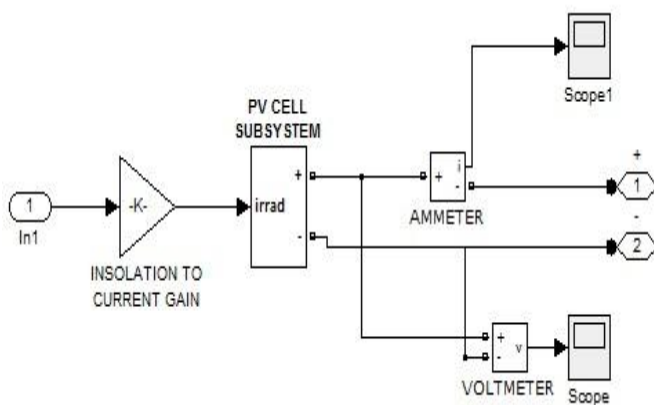 Scope1
PV CELL
SUBSYSTEM
+
irrad
-
+
i
-
AMMETER
+
1
-
2
1
In1
-K-
INSOLATION TO
CURRENT GAIN
+
-
v
VOLTMETER
Scope